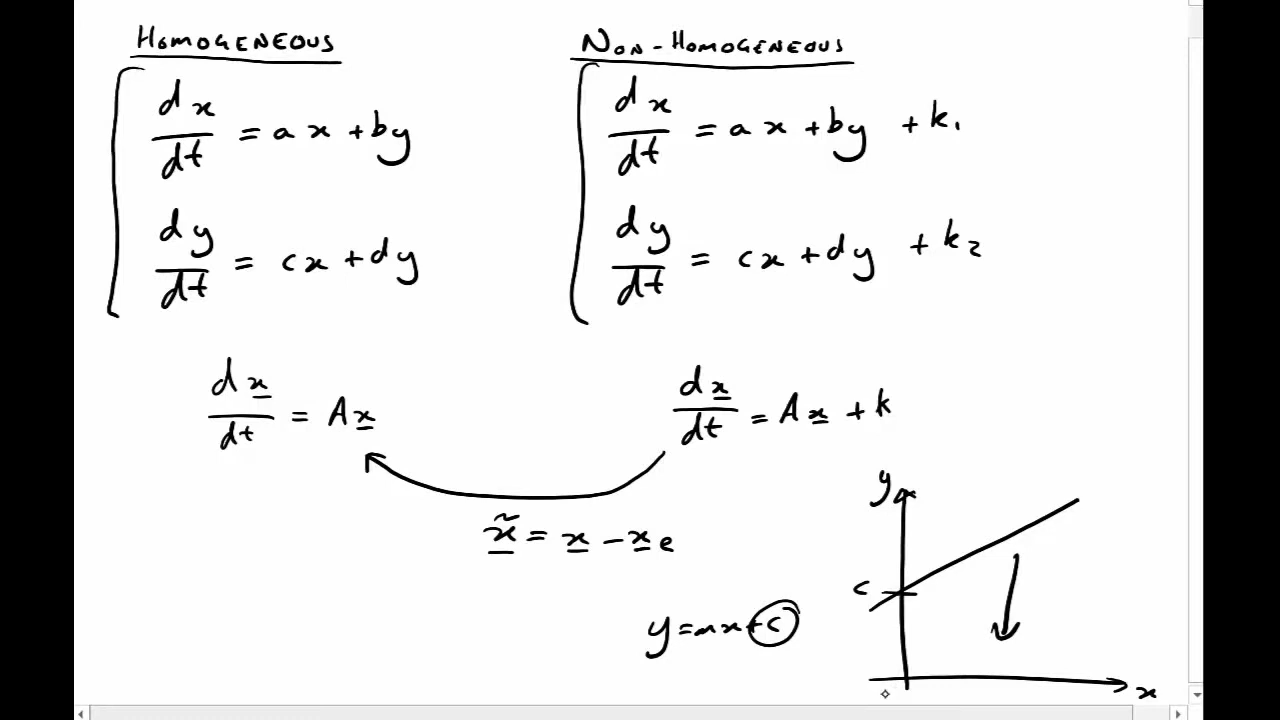 HOMOGENEOUS
dx/dt = ax + by
dy/dt = cx + dy
dx/dt = Ax
NON-HOMOGENEOUS
dx/dt = ax + by + k₁
dy/dt = cx + dy + k₂
dx/dt = Ax + k
x̃ = x - xe
y = mx + c
y
c
x